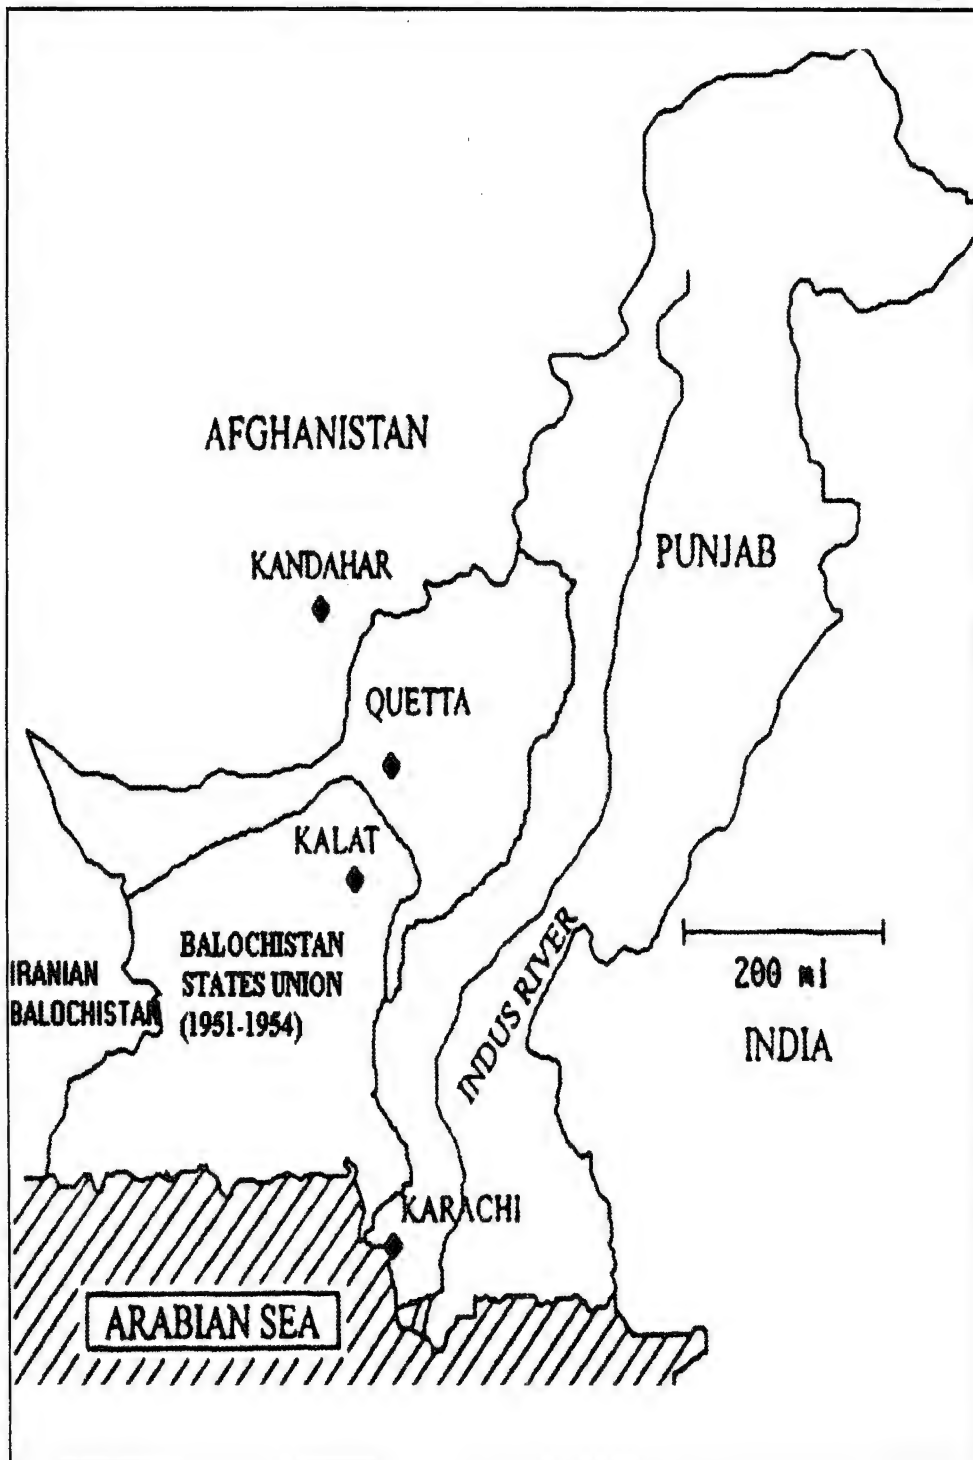 AFGHANISTAN
KANDAHAR
PUNJAB
QUETTA
KALAT
BALOCHISTAN
STATES UNION
(1951-1954)
IRANIAN
BALOCHISTAN
INDUS RIVER
200 mi
INDIA
KARACHI
ARABIAN SEA